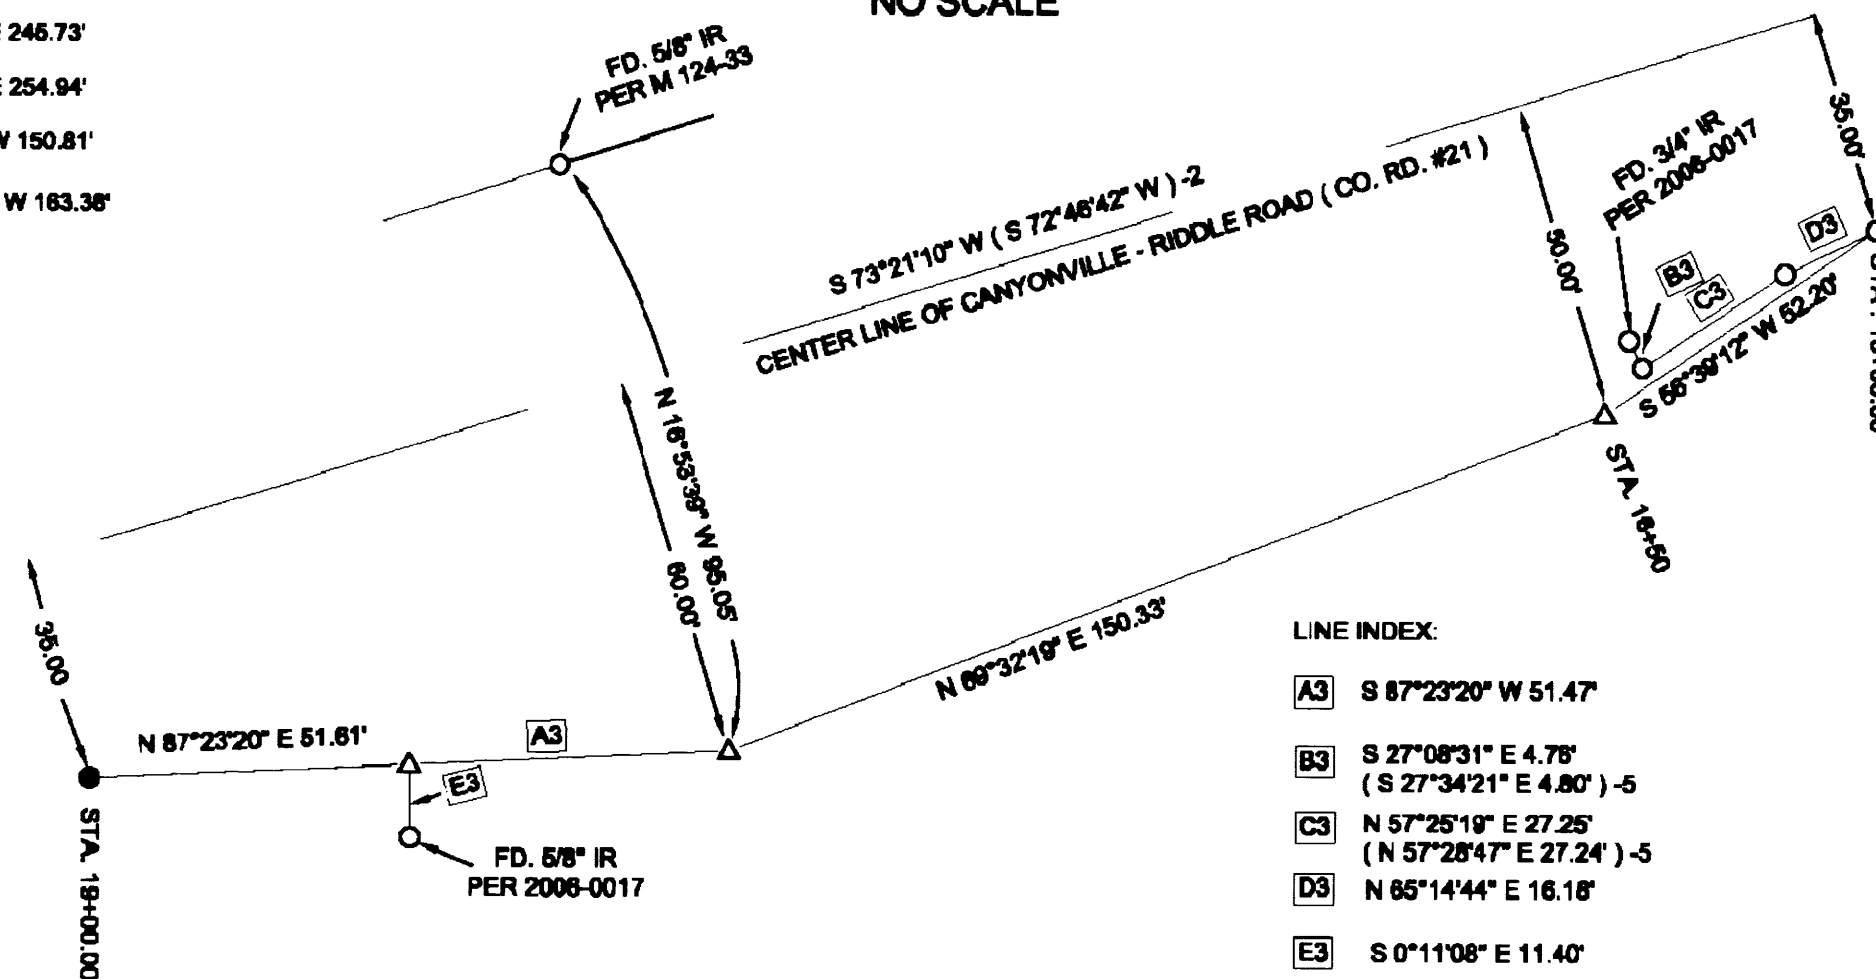 NO SCALE
E 245.73'
E 254.94'
W 150.81'
W 163.36'
FD. 5/8" IR
PER M 124-33
S 73°21'10" W ( S 72°46'42" W ) -2
CENTER LINE OF CANYONVILLE - RIDDLE ROAD ( CO. RD. #21 )
50.00'
35.00'
FD. 3/4" IR
PER 2006-0017
D3
B3
C3
S 56°39'12" W 52.20'
STA. 16+50
N 16°53'39" W 95.05'
60.00'
N 69°32'19" E 150.33'
35.00
N 87°23'20" E 51.61'
A3
E3
FD. 5/8" IR
PER 2006-0017
STA. 19+00.00
LINE INDEX:
A3 S 87°23'20" W 51.47'
B3 S 27°08'31" E 4.76'
( S 27°34'21" E 4.80' ) -5
C3 N 57°25'19" E 27.25'
( N 57°28'47" E 27.24' ) -5
D3 N 65°14'44" E 16.18'
E3 S 0°11'08" E 11.40'